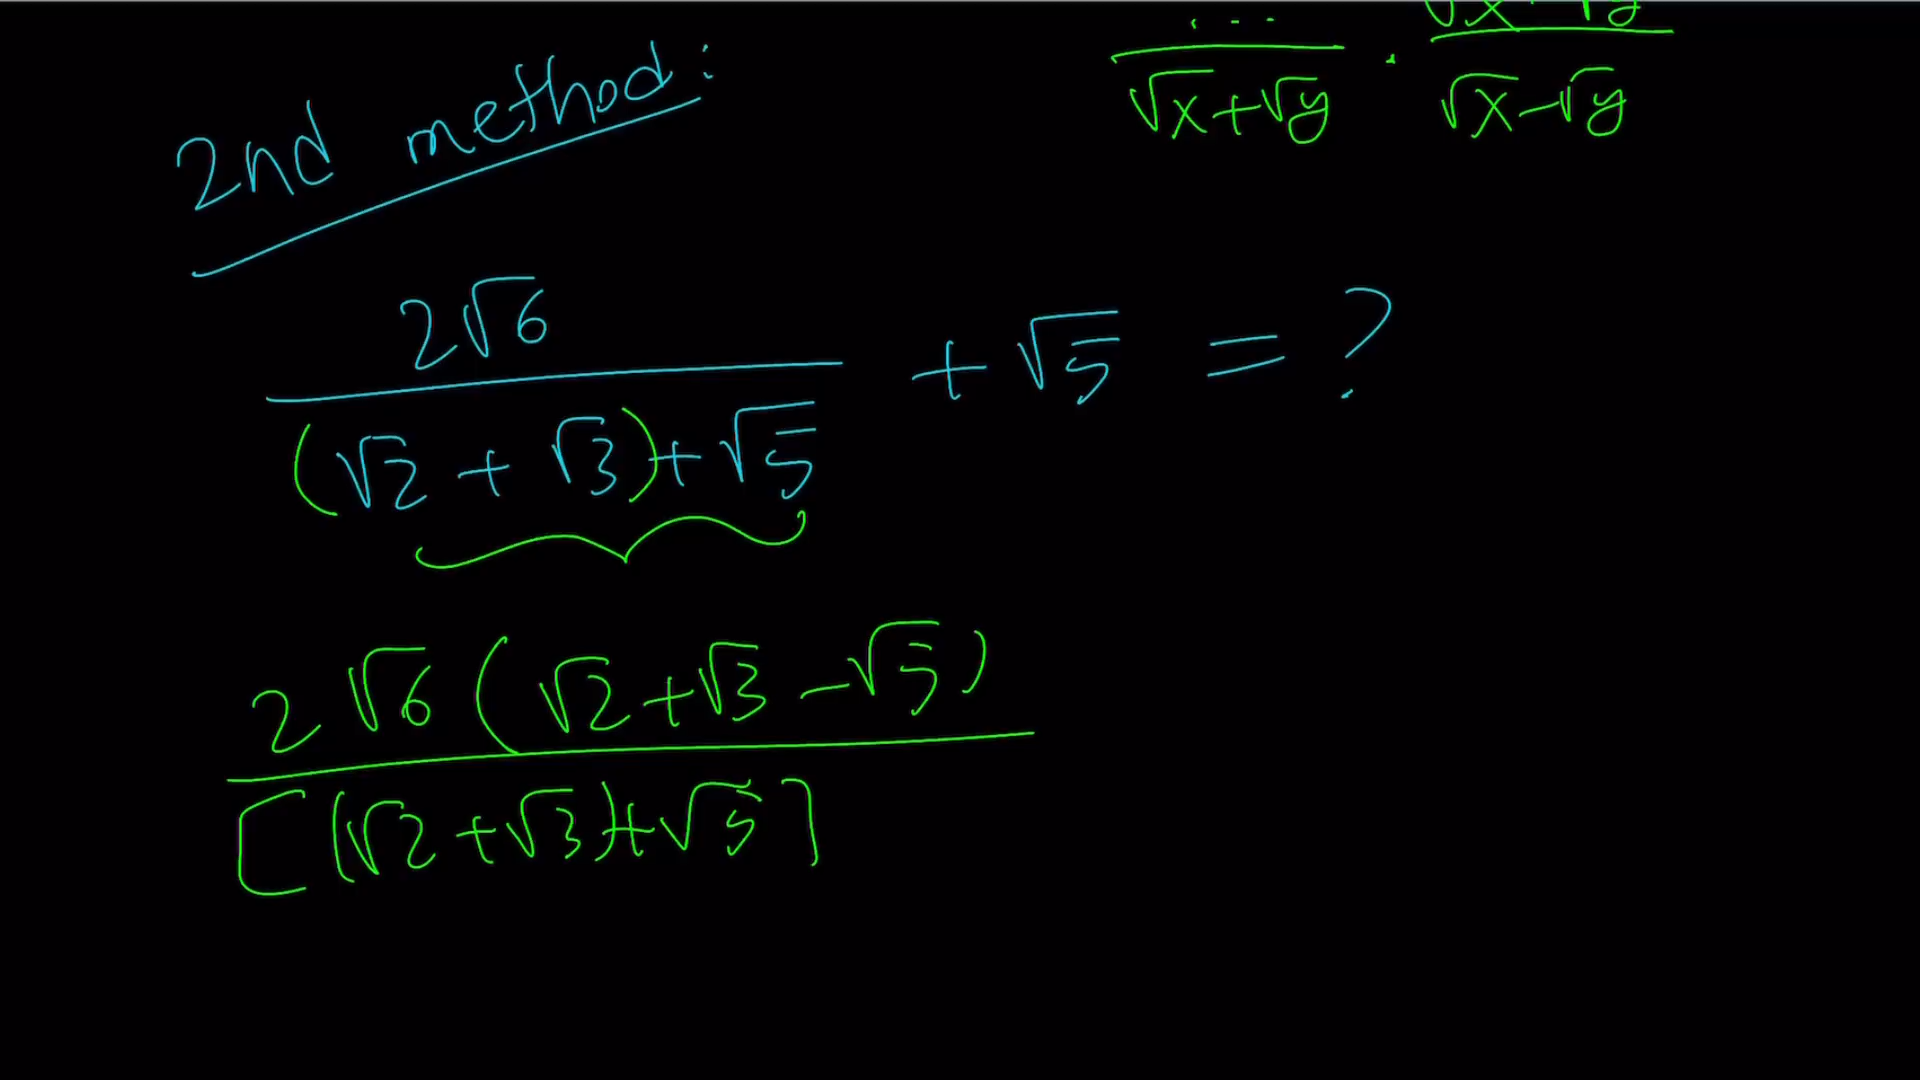 2nd method:
... / (√x+√y) · (√x-√y) / (√x-√y)
2√6 / ((√2 + √3)+√5) + √5 = ?
2√6(√2+√3-√5) / [(√2+√3)+√5]